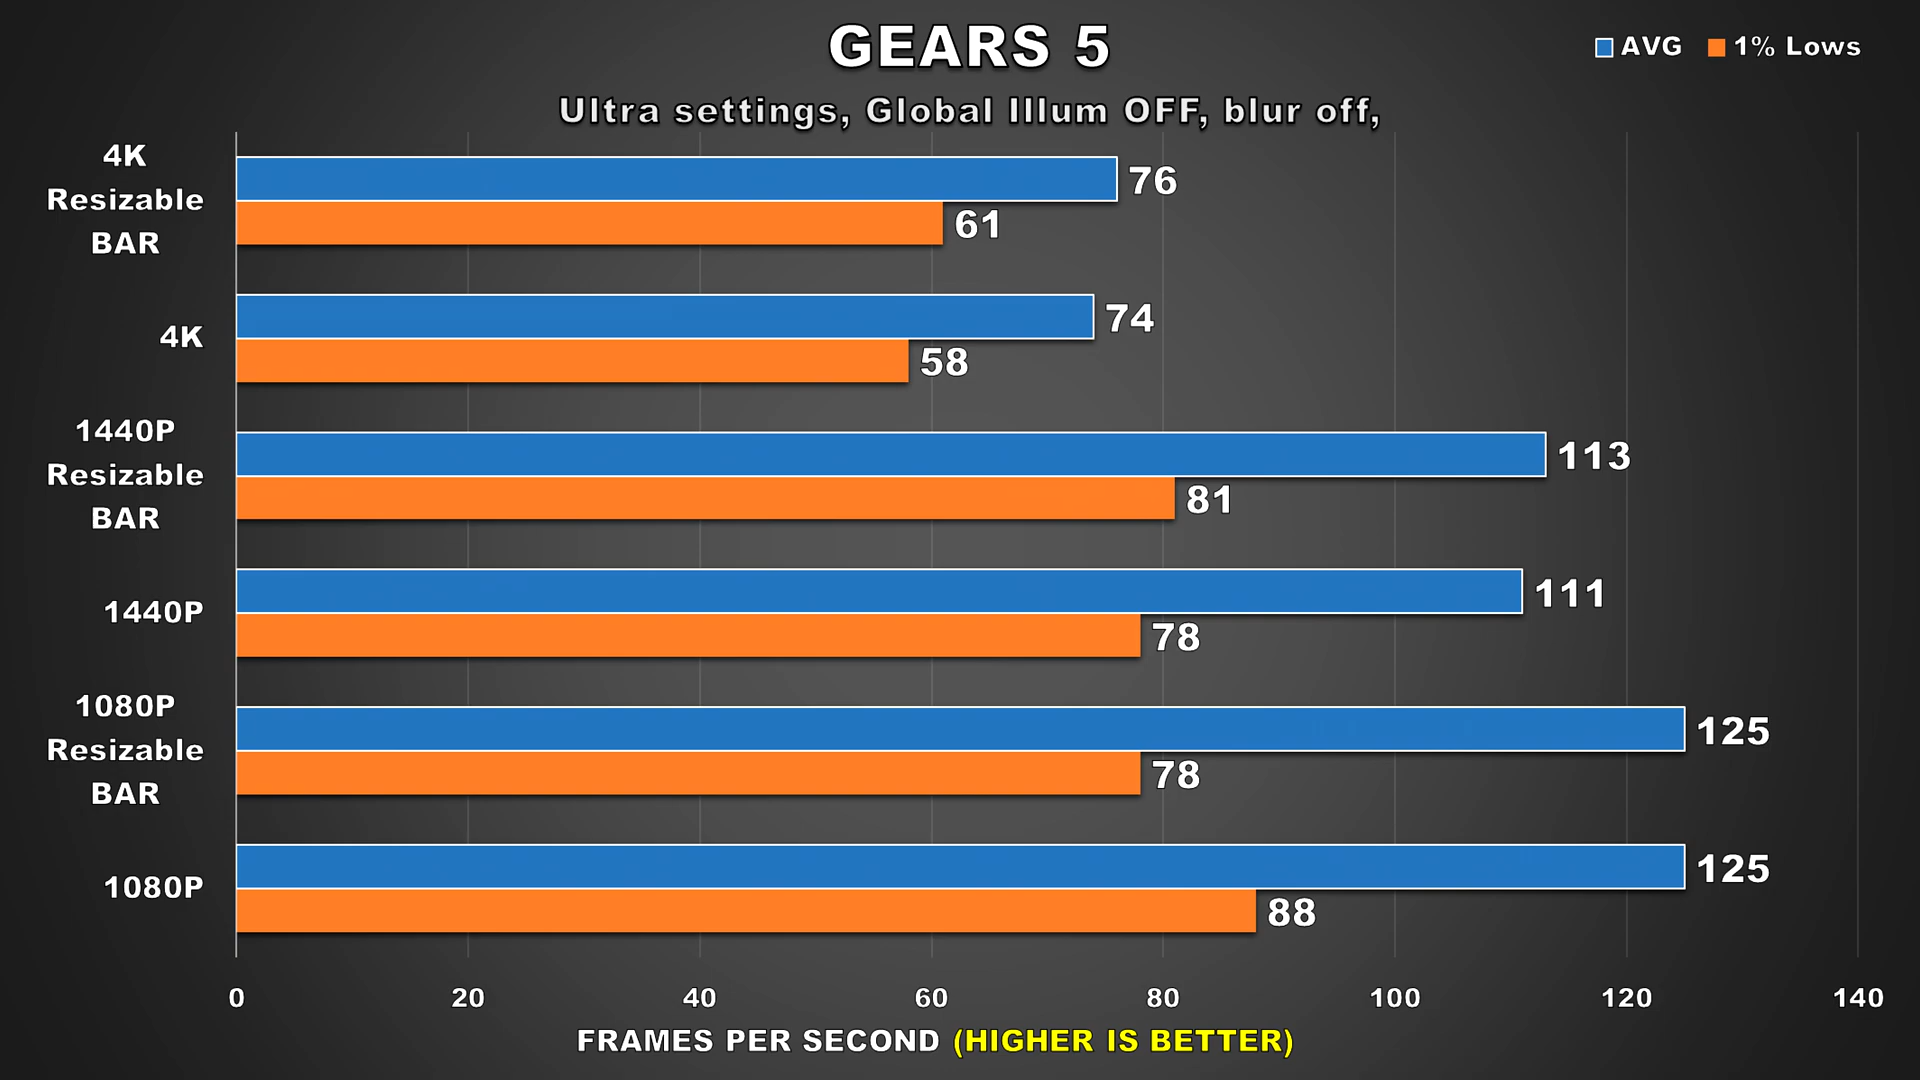 GEARS 5
AVG
1% Lows
Ultra settings, Global Illum OFF, blur off,
4K
Resizable
BAR
76
61
4K
74
58
1440P
Resizable
BAR
113
81
1440P
111
78
1080P
Resizable
BAR
125
78
1080P
125
88
0 20 40 60 80 100 120 140
FRAMES PER SECOND (HIGHER IS BETTER)